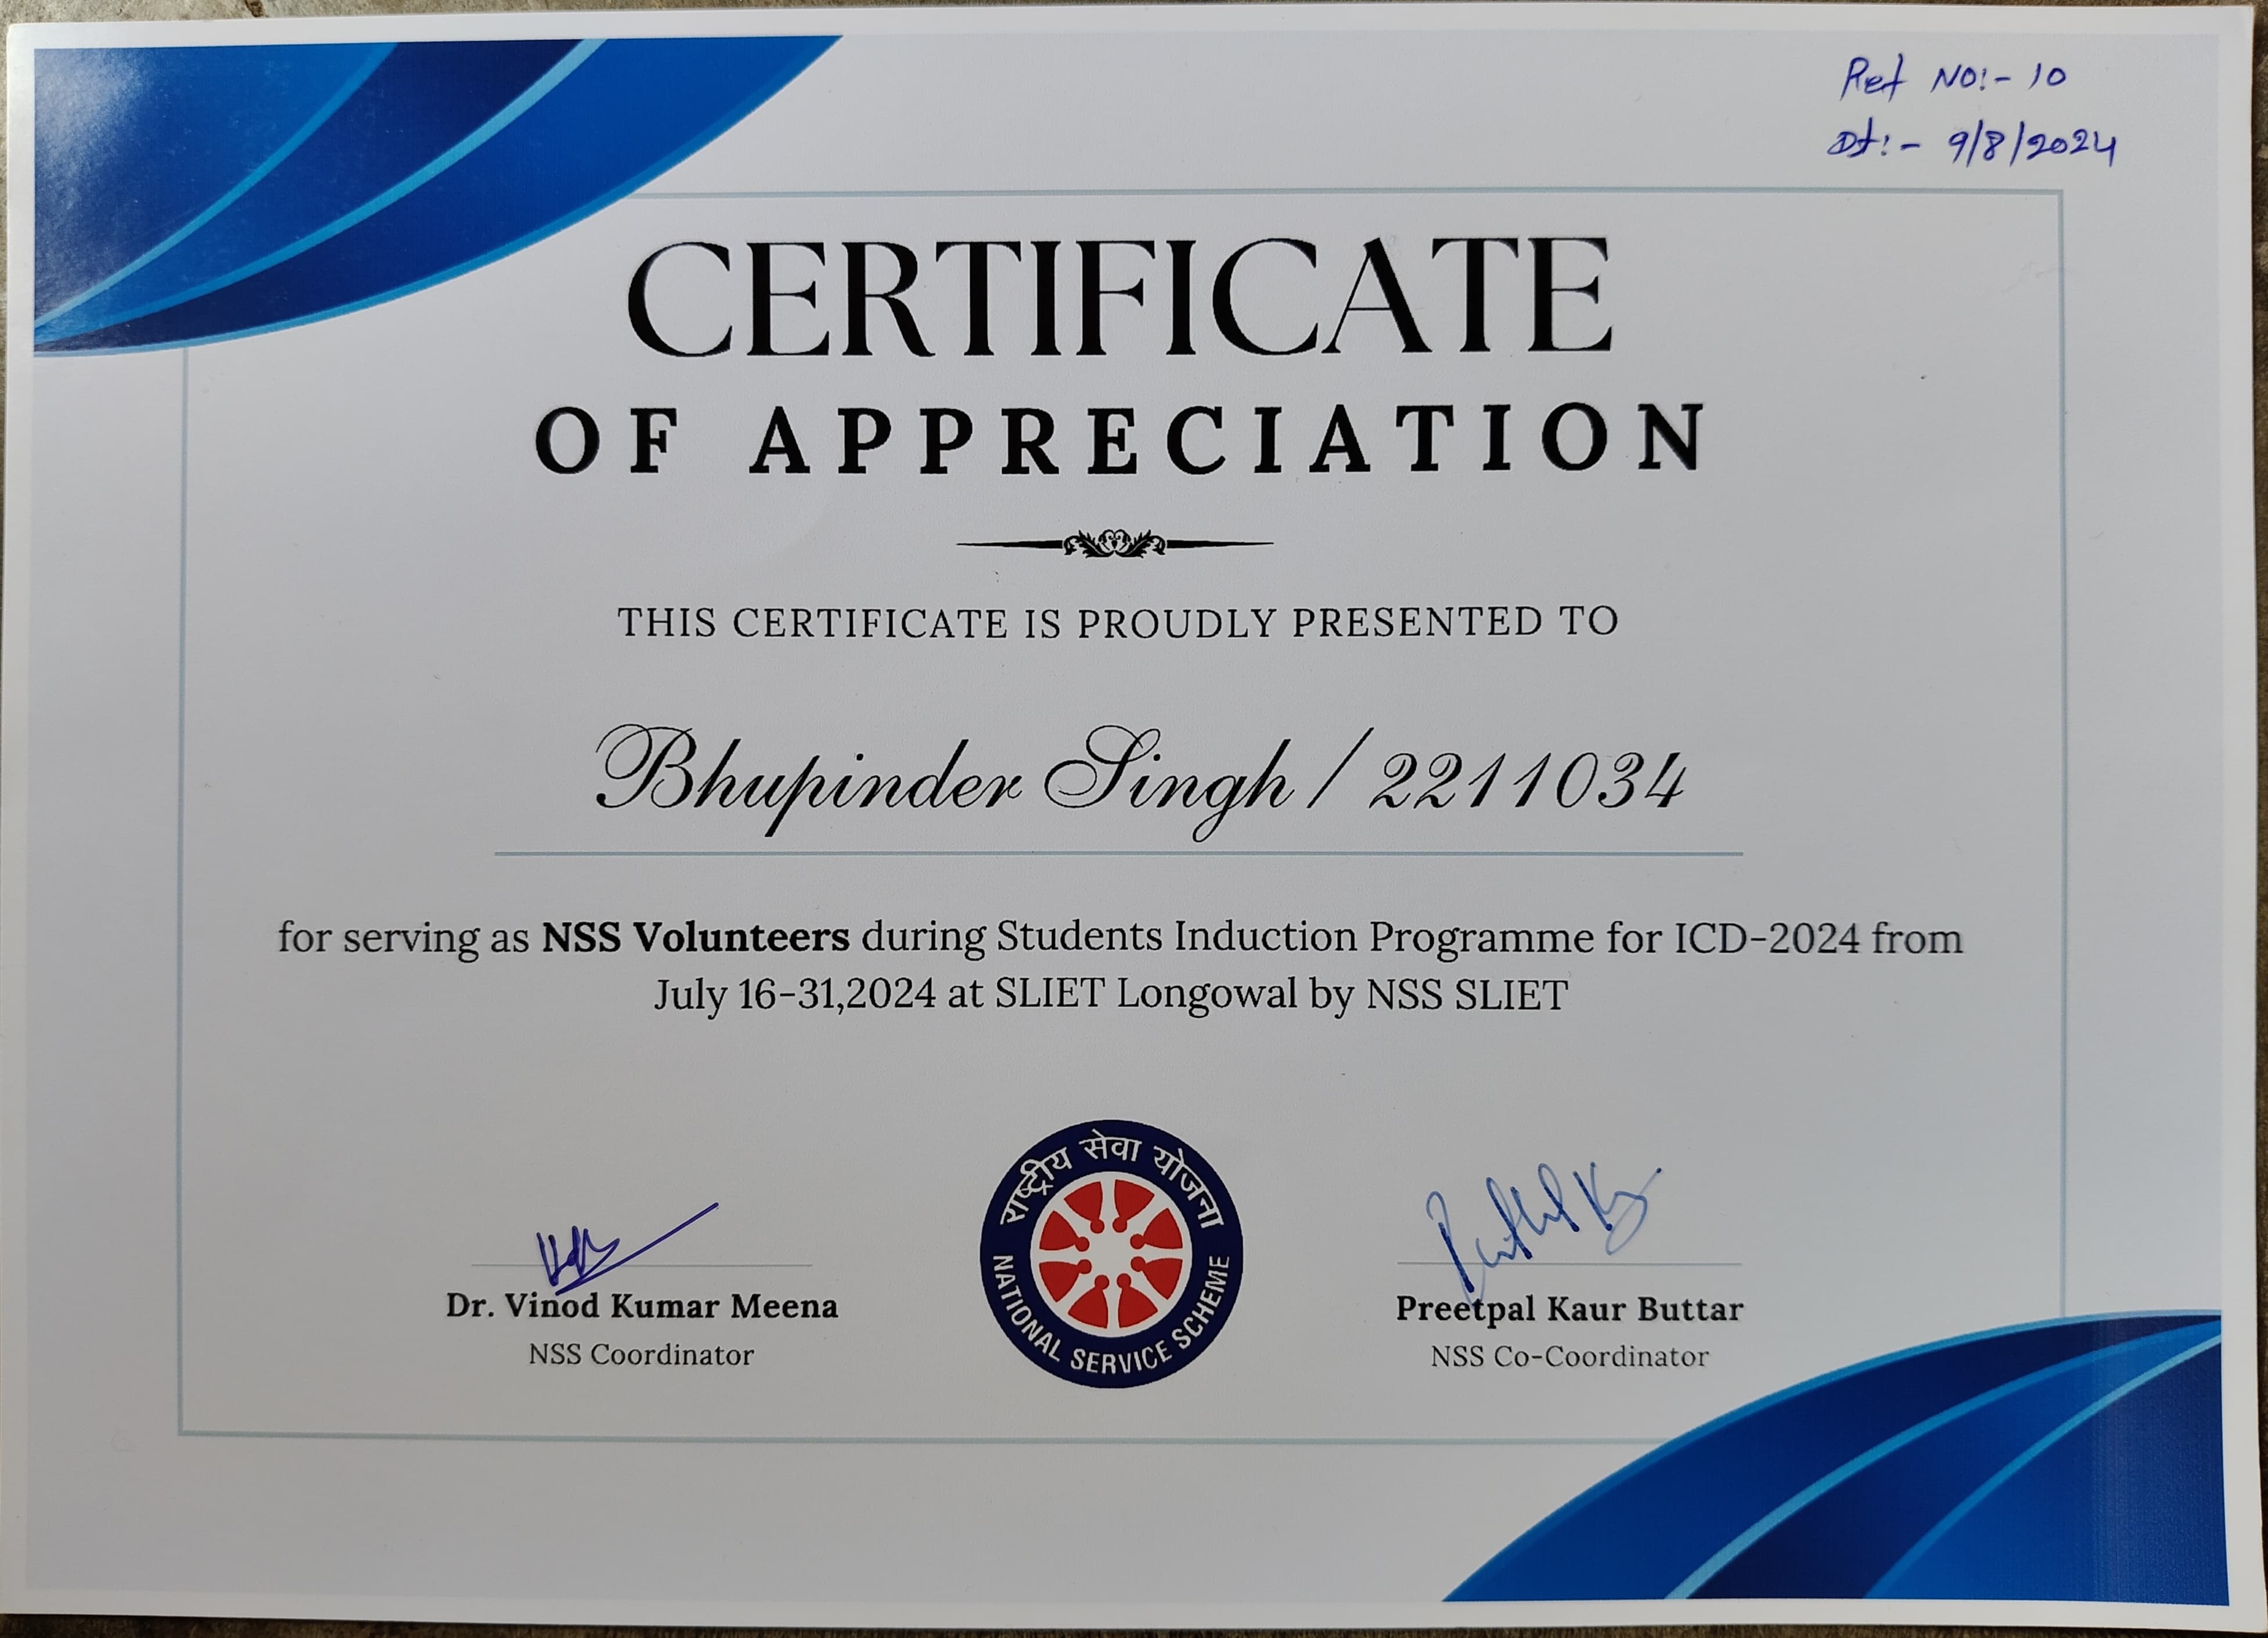 Ref NO:- 10
Dt:- 9/8/2024
CERTIFICATE
OF APPRECIATION
THIS CERTIFICATE IS PROUDLY PRESENTED TO
Bhupinder Singh / 2211034
for serving as NSS Volunteers during Students Induction Programme for ICD-2024 from
July 16-31,2024 at SLIET Longowal by NSS SLIET
राष्ट्रीय सेवा योजना
NATIONAL SERVICE SCHEME
Dr. Vinod Kumar Meena
NSS Coordinator
Preetpal Kaur Buttar
NSS Co-Coordinator